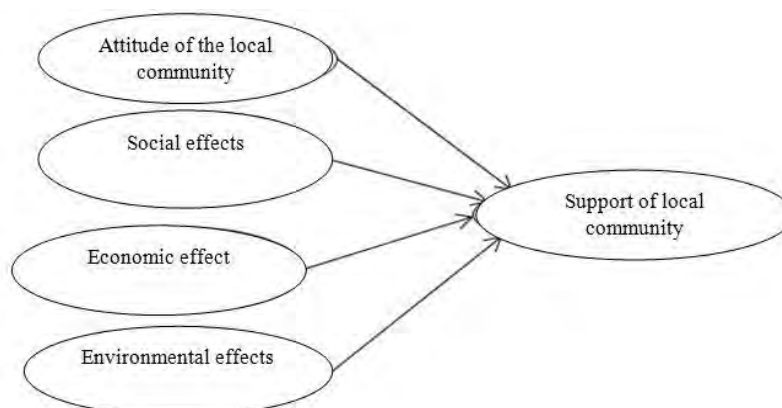 Attitude of the local
community
Social effects
Economic effect
Environmental effects
Support of local
community